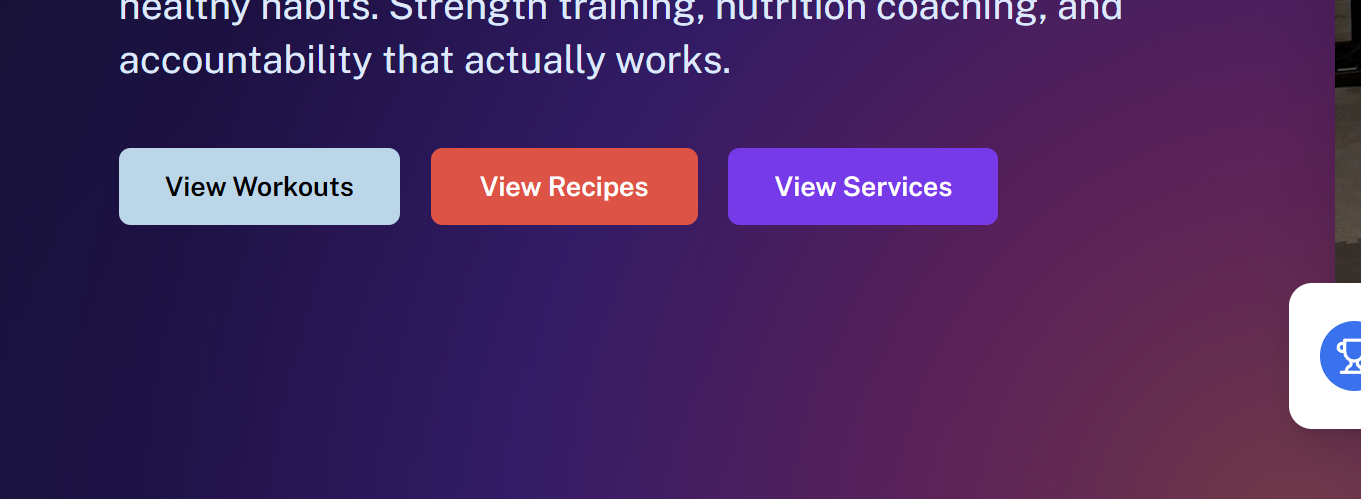 healthy habits. Strength training, nutrition coaching, and
accountability that actually works.
View Workouts
View Recipes
View Services